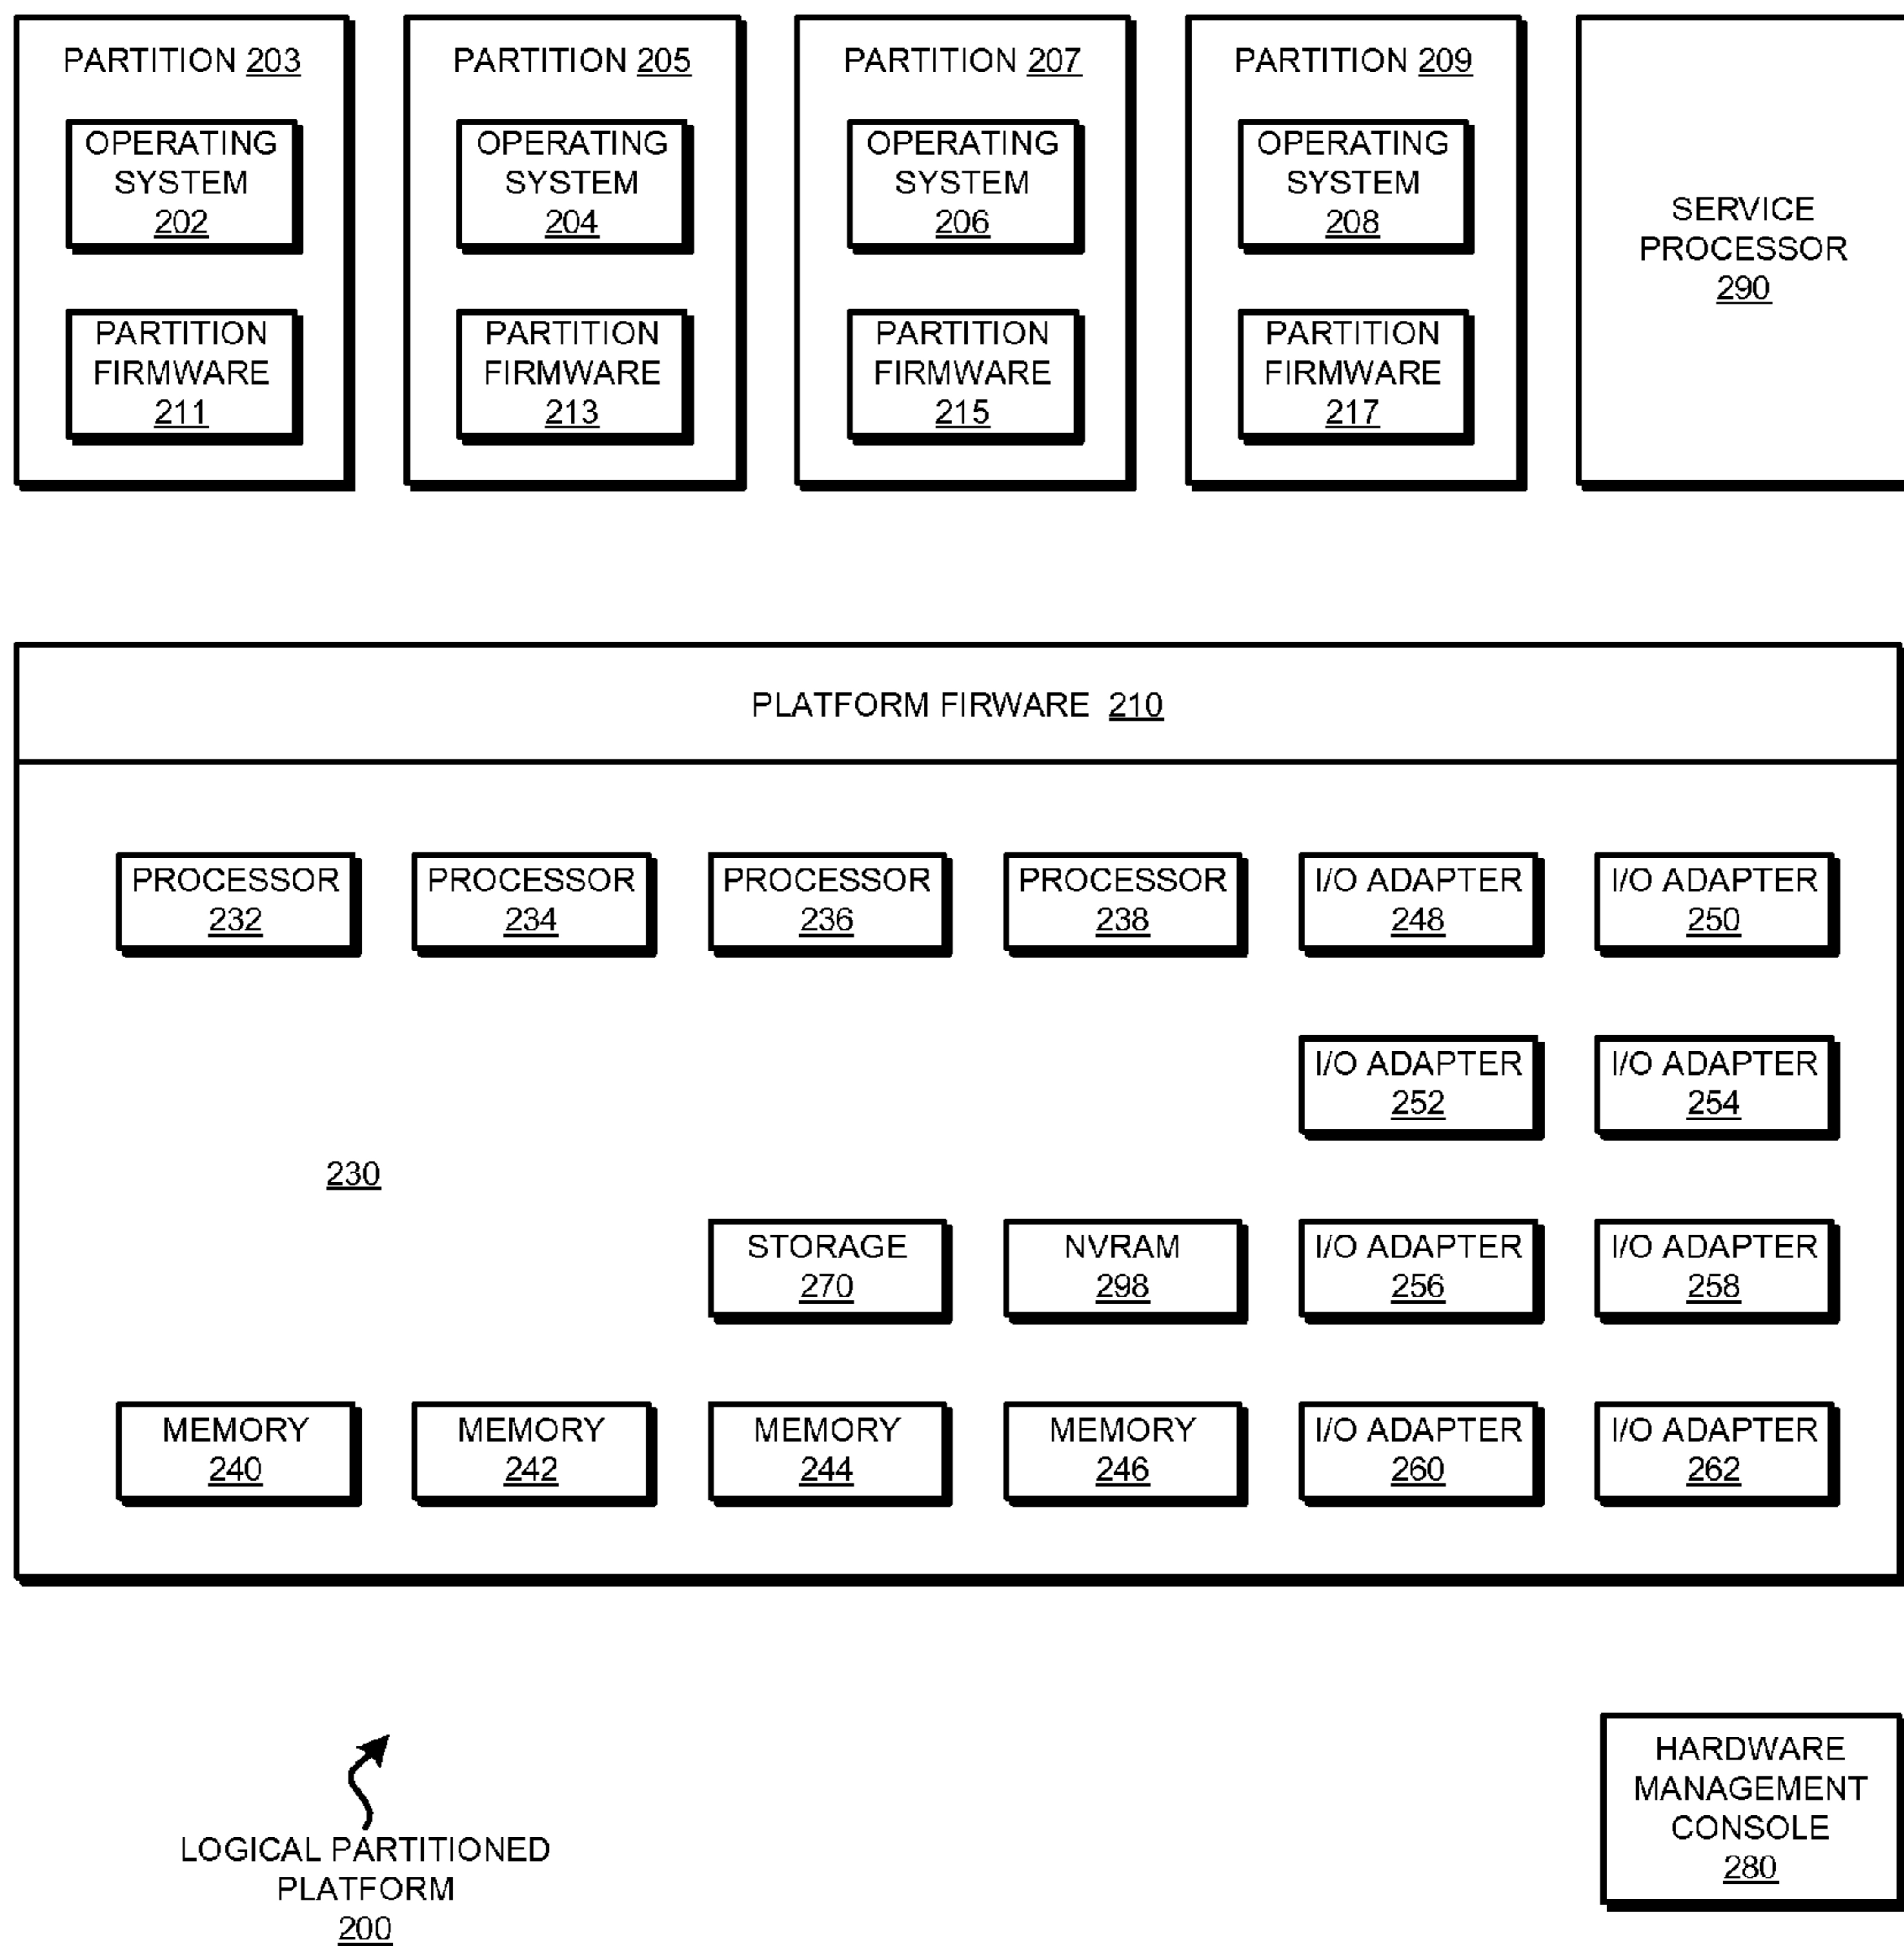 PARTITION 203
OPERATING
SYSTEM
202
PARTITION
FIRMWARE
211
PARTITION 205
OPERATING
SYSTEM
204
PARTITION
FIRMWARE
213
PARTITION 207
OPERATING
SYSTEM
206
PARTITION
FIRMWARE
215
PARTITION 209
OPERATING
SYSTEM
208
PARTITION
FIRMWARE
217
SERVICE
PROCESSOR
290
PLATFORM FIRWARE 210
PROCESSOR
232
PROCESSOR
234
PROCESSOR
236
PROCESSOR
238
I/O ADAPTER
248
I/O ADAPTER
250
I/O ADAPTER
252
I/O ADAPTER
254
230
STORAGE
270
NVRAM
298
I/O ADAPTER
256
I/O ADAPTER
258
MEMORY
240
MEMORY
242
MEMORY
244
MEMORY
246
I/O ADAPTER
260
I/O ADAPTER
262
LOGICAL PARTITIONED
PLATFORM
200
HARDWARE
MANAGEMENT
CONSOLE
280